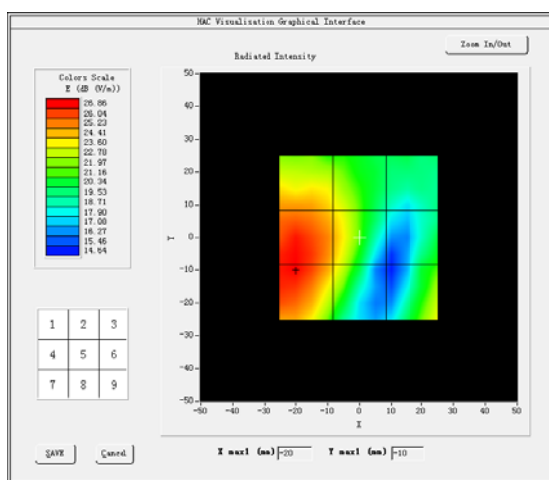 HAC Visualisation Graphical Interface
Zoom In/Out
Radiated Intensity
Colors Scale
E (dB (V/m))
26.86
26.04
25.23
24.41
23.60
22.78
21.97
21.16
20.34
19.53
18.71
17.90
17.08
16.27
15.46
14.64
50
40
30
20
10
0
-10
-20
-30
-40
-50
Y
-50 -40 -30 -20 -10 0 10 20 30 40 50
X
1 2 3
4 5 6
7 8 9
SAVE
Cancel
X max1 (mm) -20 Y max1 (mm) -10